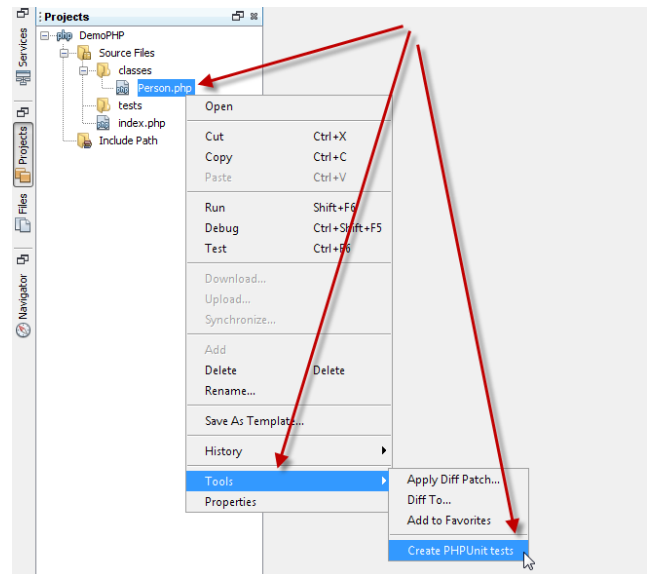 Projects
Services
DemoPHP
Source Files
classes
Person.php
tests
index.php
Include Path
Projects
Files
Navigator
Open
Cut Ctrl+X
Copy Ctrl+C
Paste Ctrl+V
Run Shift+F6
Debug Ctrl+Shift+F5
Test Ctrl+F6
Download...
Upload...
Synchronize...
Add
Delete Delete
Rename...
Save As Template...
History
Tools
Properties
Apply Diff Patch...
Diff To...
Add to Favorites
Create PHPUnit tests